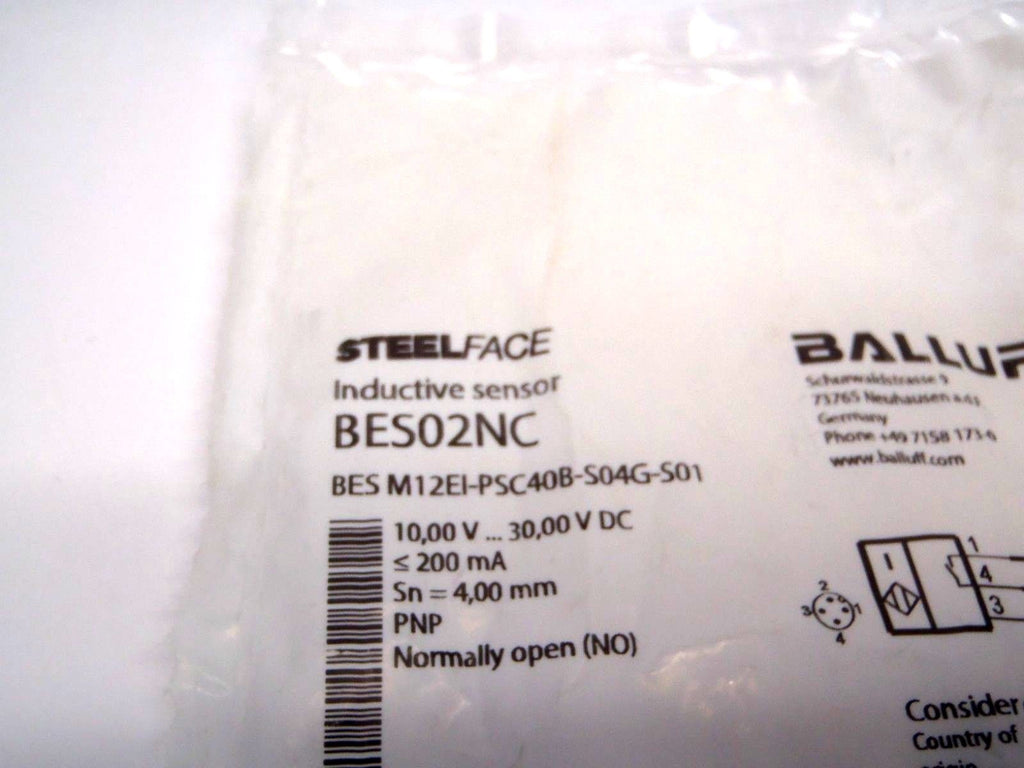 STEELFACE
Inductive sensor
BES02NC
BES M12EI-PSC40B-S04G-S01
10,00 V ... 30,00 V DC
≤ 200 mA
Sn = 4,00 mm
PNP
Normally open (NO)
BALLUF
Schurwaldstrasse 9
73765 Neuhausen a.d.
Germany
Phone +49 7158 173-
www.balluff.com
2
3 1
4
1
4
3
Consider
Country of
origin